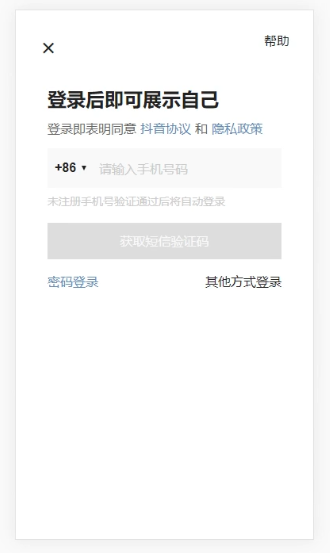 帮助
登录后即可展示自己
登录即表明同意 抖音协议 和 隐私政策
+86 ▾ 请输入手机号码
未注册手机号验证通过后将自动登录
获取短信验证码
密码登录 其他方式登录